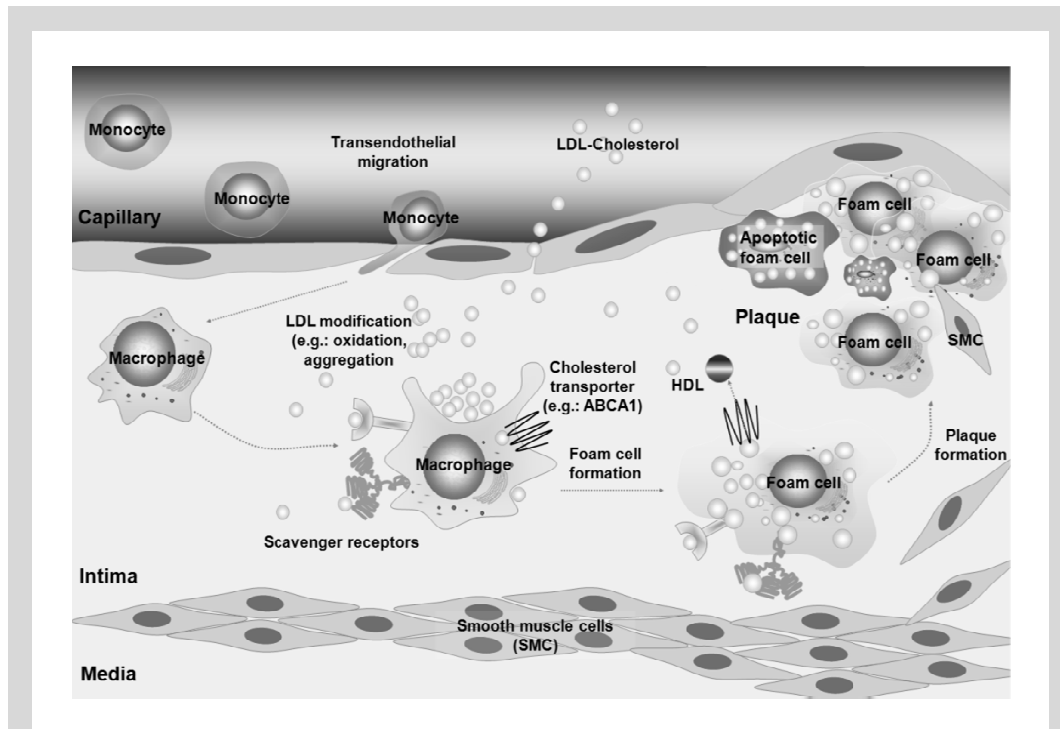 Monocyte
Transendothelial
migration
LDL-Cholesterol
Monocyte
Monocyte
Capillary
Foam cell
Apoptotic
foam cell
Foam cell
Plaque
Foam cell
SMC
LDL modification
(e.g.: oxidation,
aggregation
Macrophage
Cholesterol
transporter
(e.g.: ABCA1)
HDL
Macrophage
Foam cell
formation
Foam cell
Plaque
formation
Scavenger receptors
Intima
Smooth muscle cells
(SMC)
Media